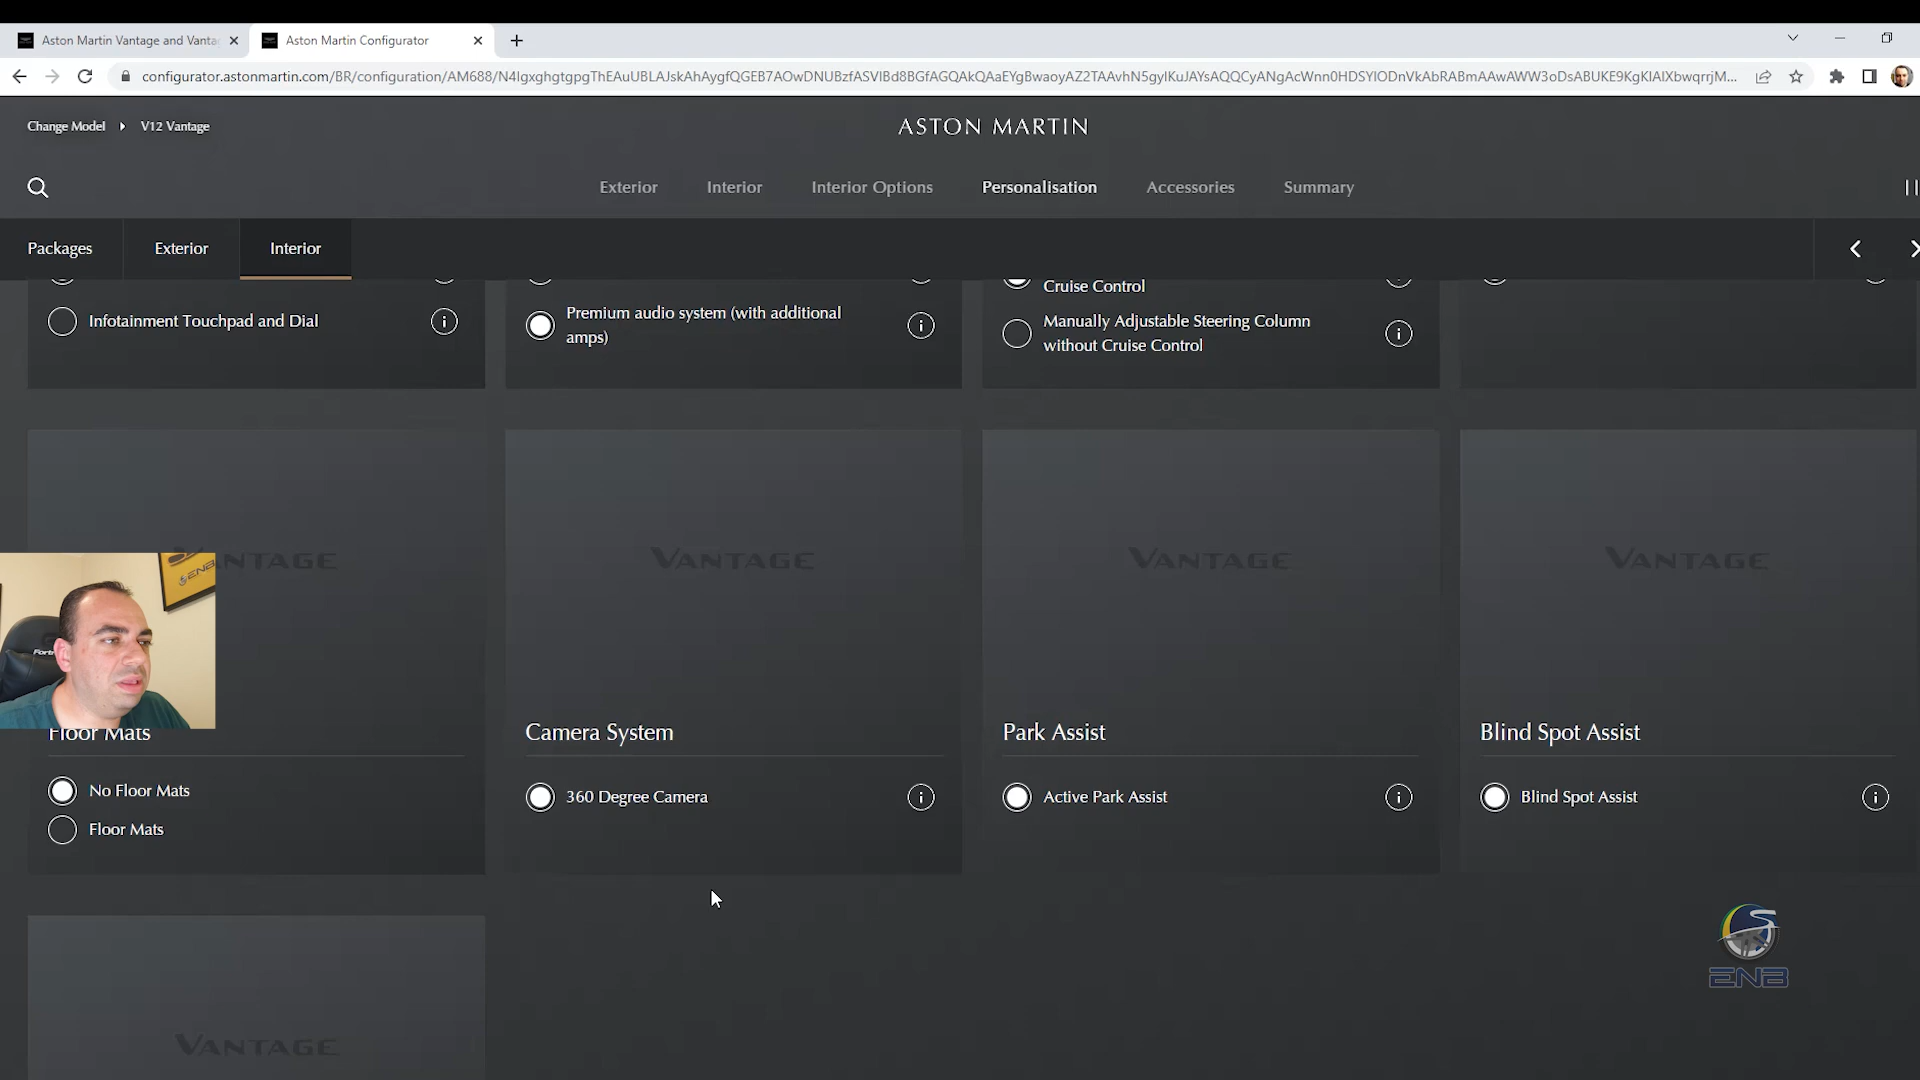 Aston Martin Vantage and Vanta
Aston Martin Configurator
configurator.astonmartin.com/BR/configuration/AM688/
Change Model
V12 Vantage
ASTON MARTIN
Exterior
Interior
Interior Options
Personalisation
Accessories
Summary
Packages
Exterior
Interior
Infotainment Touchpad and Dial
Premium audio system (with additional
amps)
Cruise Control
Manually Adjustable Steering Column
without Cruise Control
VANTAGE
VANTAGE
VANTAGE
VANTAGE
ENB
Floor Mats
No Floor Mats
Floor Mats
Camera System
360 Degree Camera
Park Assist
Active Park Assist
Blind Spot Assist
Blind Spot Assist
ENB
VANTAGE